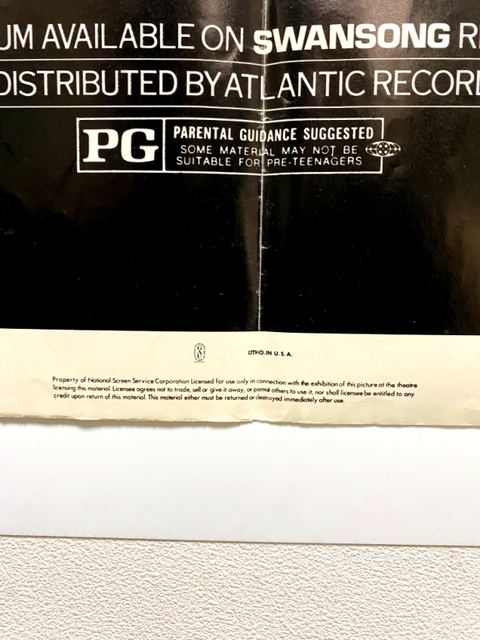 UM AVAILABLE ON SWANSONG R
DISTRIBUTED BY ATLANTIC RECOR
PG
PARENTAL GUIDANCE SUGGESTED
SOME MATERIAL MAY NOT BE
SUITABLE FOR PRE-TEENAGERS
LITHO. IN U. S. A.
Property of National Screen Service Corporation Licensed for use only in connection with the exhibition of this picture at the theatre
licensing this material. Licensee agrees not to trade, sell or give it away, or permit others to use it, nor shall licensee be entitled to any
credit upon return of this material. This material either must be returned or destroyed immediately after use.